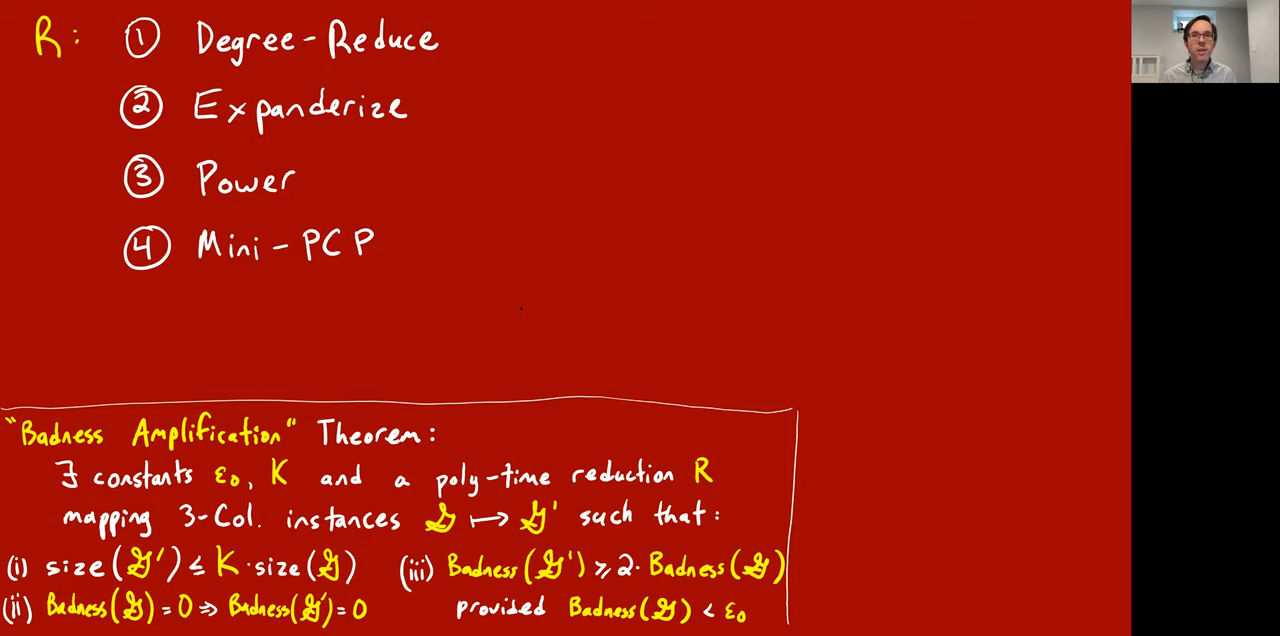 R: ① Degree-Reduce
② Expanderize
③ Power
④ Mini-PCP
"Badness Amplification" Theorem:
∃ constants ε₀, K and a poly-time reduction R
mapping 3-Col. instances 𝒢 ↦ 𝒢' such that:
(i) size(𝒢') ≤ K·size(𝒢) (iii) Badness(𝒢') ≥ 2·Badness(𝒢)
(ii) Badness(𝒢) = 0 ⇒ Badness(𝒢') = 0 provided Badness(𝒢) < ε₀